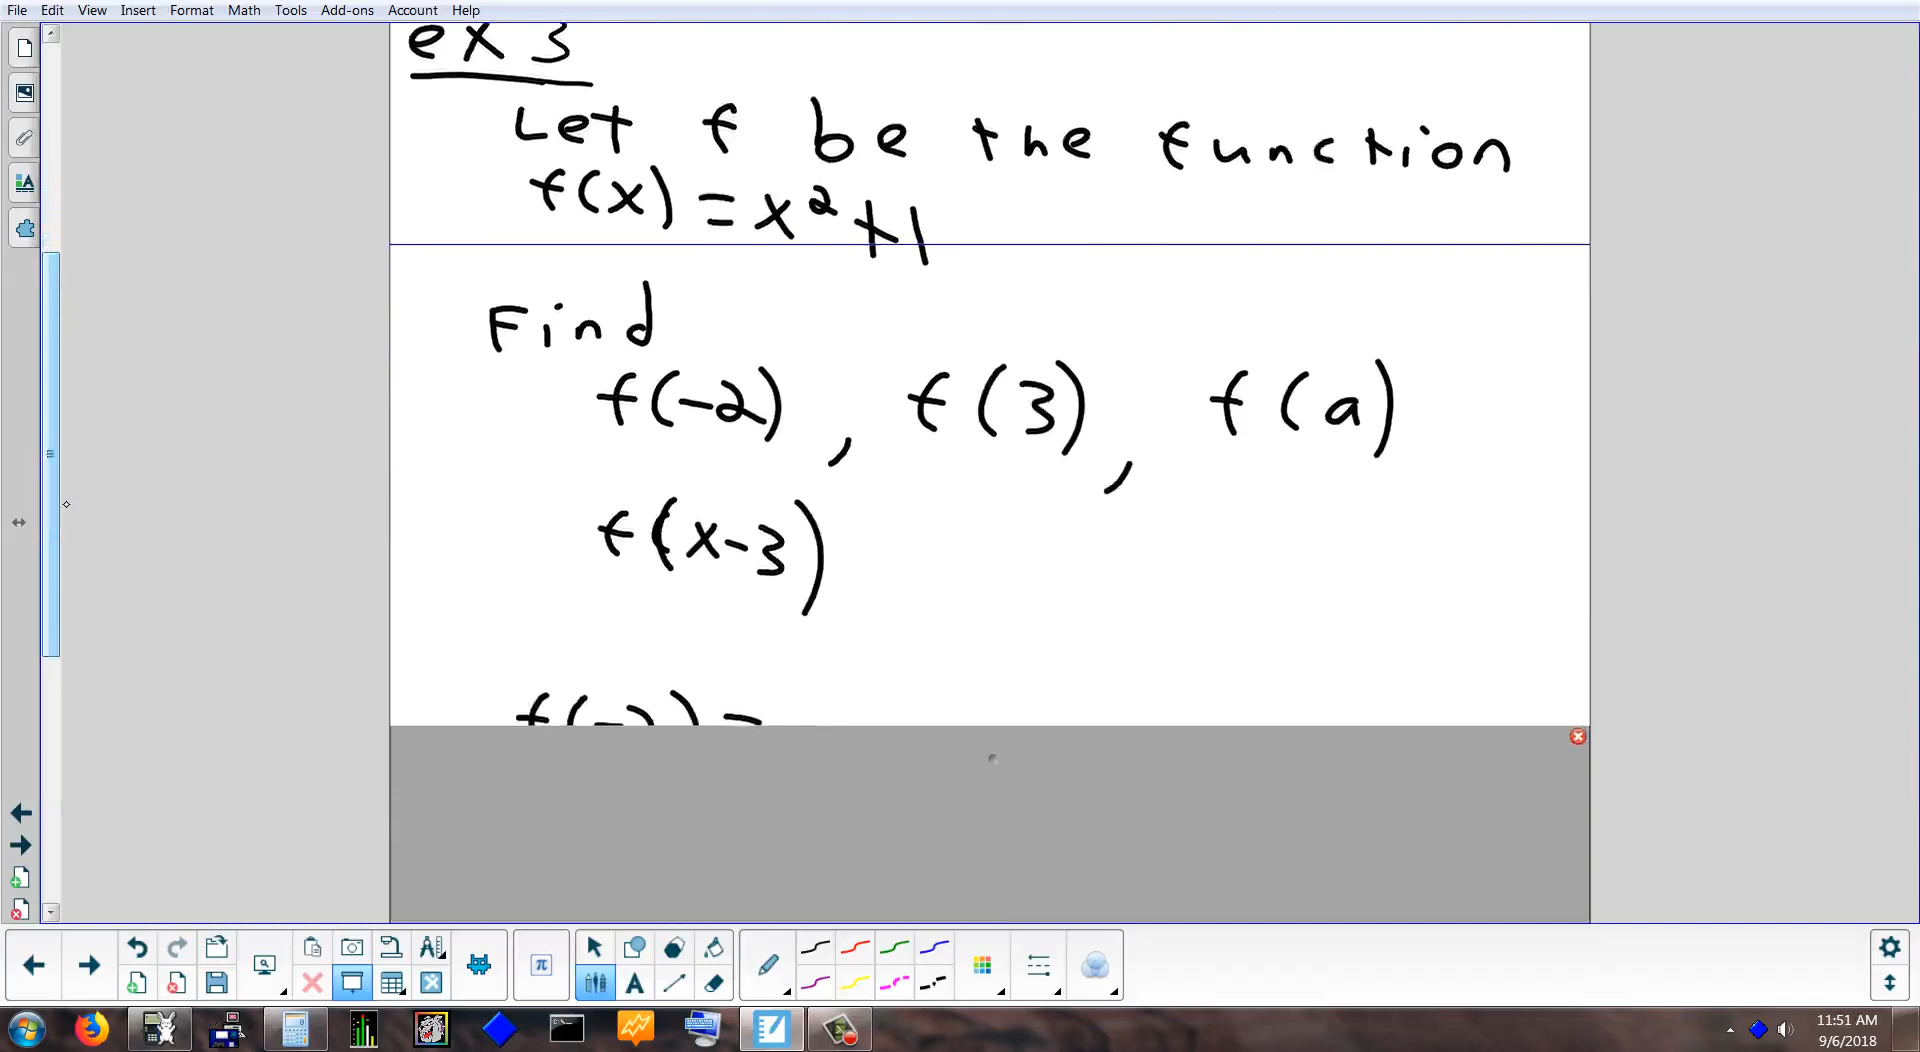 File Edit View Insert Format Math Tools Add-ons Account Help
ex 3
Let f be the function
f(x) = x²+1
Find
f(-2), f(3), f(a)
f(x-3)
f(-2) =
π
A
11:51 AM
9/6/2018